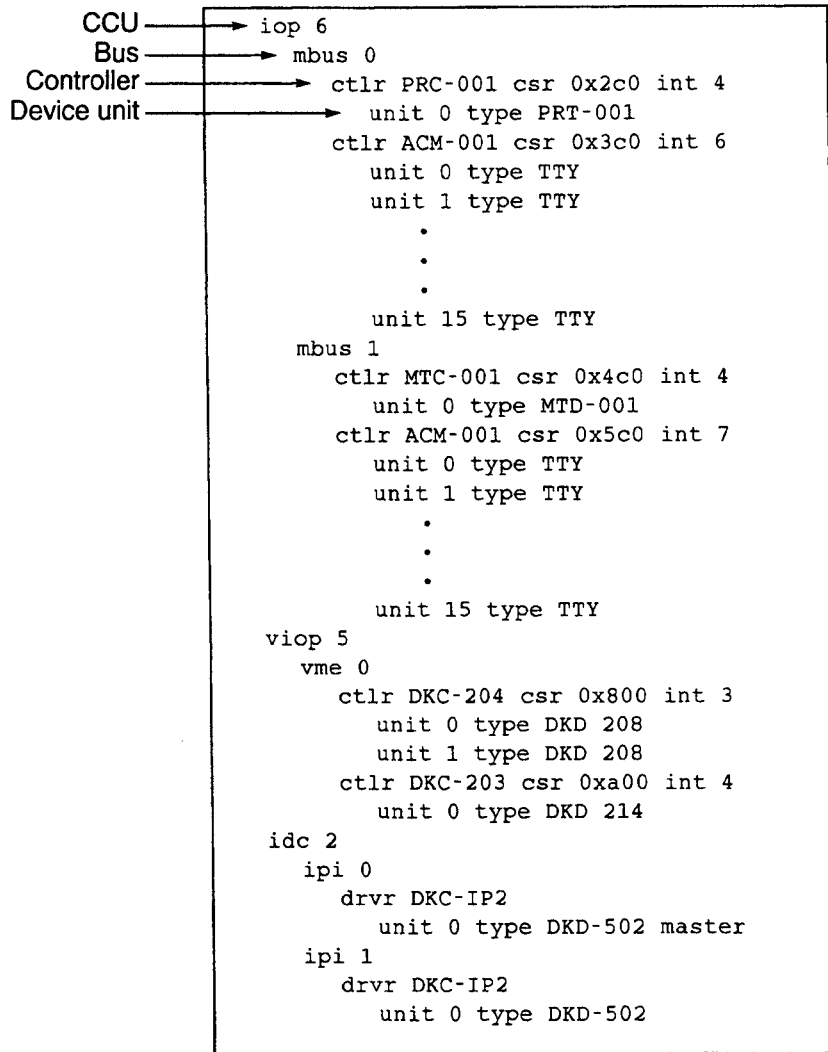 CCU iop 6
Bus mbus 0
Controller ctlr PRC-001 csr 0x2c0 int 4
Device unit unit 0 type PRT-001
ctlr ACM-001 csr 0x3c0 int 6
unit 0 type TTY
unit 1 type TTY
•
•
•
unit 15 type TTY
mbus 1
ctlr MTC-001 csr 0x4c0 int 4
unit 0 type MTD-001
ctlr ACM-001 csr 0x5c0 int 7
unit 0 type TTY
unit 1 type TTY
•
•
•
unit 15 type TTY
viop 5
vme 0
ctlr DKC-204 csr 0x800 int 3
unit 0 type DKD 208
unit 1 type DKD 208
ctlr DKC-203 csr 0xa00 int 4
unit 0 type DKD 214
idc 2
ipi 0
drvr DKC-IP2
unit 0 type DKD-502 master
ipi 1
drvr DKC-IP2
unit 0 type DKD-502